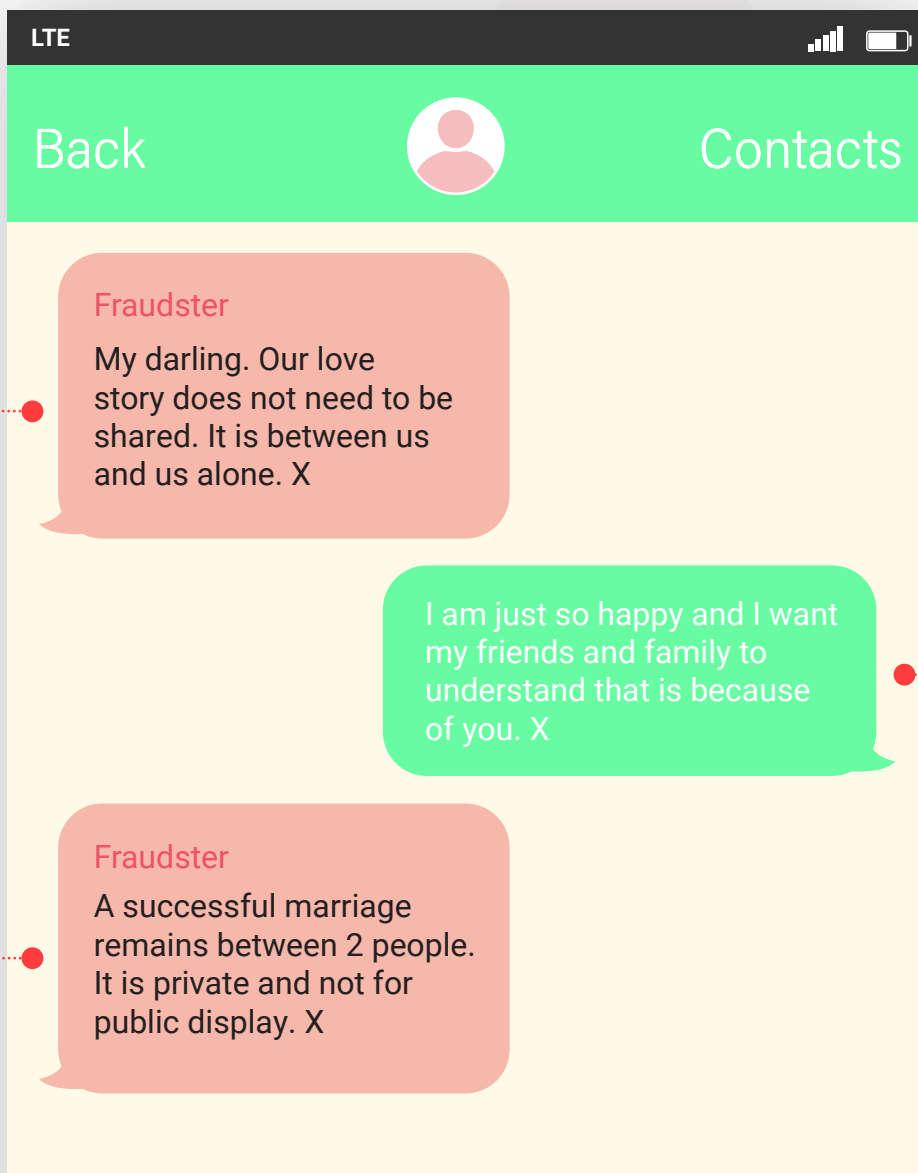 LTE
Back
Contacts
Fraudster
My darling. Our love
story does not need to be
shared. It is between us
and us alone. X
I am just so happy and I want
my friends and family to
understand that is because
of you. X
Fraudster
A successful marriage
remains between 2 people.
It is private and not for
public display. X